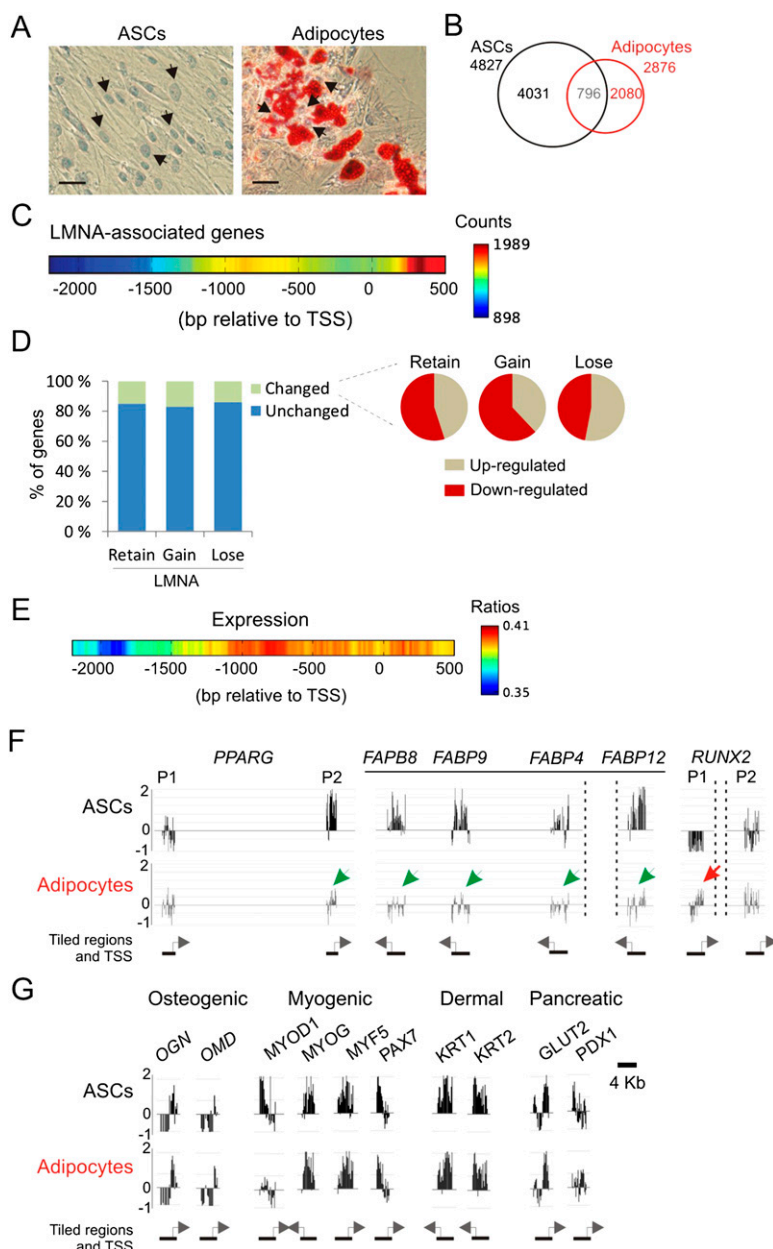 A
ASCs
Adipocytes
B
ASCs
4827
Adipocytes
2876
4031
796
2080
C
LMNA-associated genes
Counts
1989
898
-2000 -1500 -1000 -500 0 500
(bp relative to TSS)
D
100 %
80 %
60 %
40 %
20 %
0 %
% of genes
Retain Gain Lose
LMNA
Changed
Unchanged
Retain Gain Lose
Up-regulated
Down-regulated
E
Expression
Ratios
0.41
0.35
-2000 -1500 -1000 -500 0 500
(bp relative to TSS)
F
PPARG FAPB8 FABP9 FABP4 FABP12 RUNX2
P1 P2 P1 P2
ASCs
2
0
-1
Adipocytes
2
1
0
-1
Tiled regions
and TSS
G
Osteogenic Myogenic Dermal Pancreatic
OGN OMD MYOD1 MYOG MYF5 PAX7 KRT1 KRT2 GLUT2 PDX1
4 Kb
ASCs
2
0
-1
Adipocytes
2
0
-1
Tiled regions
and TSS